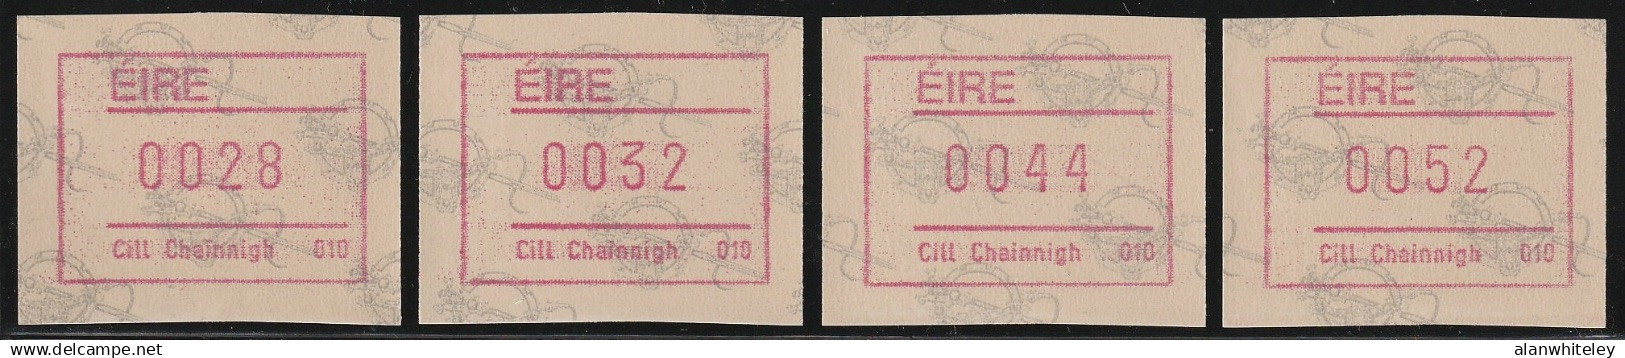 ÉIRE
0028
Cill Chainnigh 010
ÉIRE
0032
Cill Chainnigh 010
ÉIRE
0044
Cill Chainnigh 010
ÉIRE
0052
Cill Chainnigh 010
www.delcampe.net
alanwhiteley